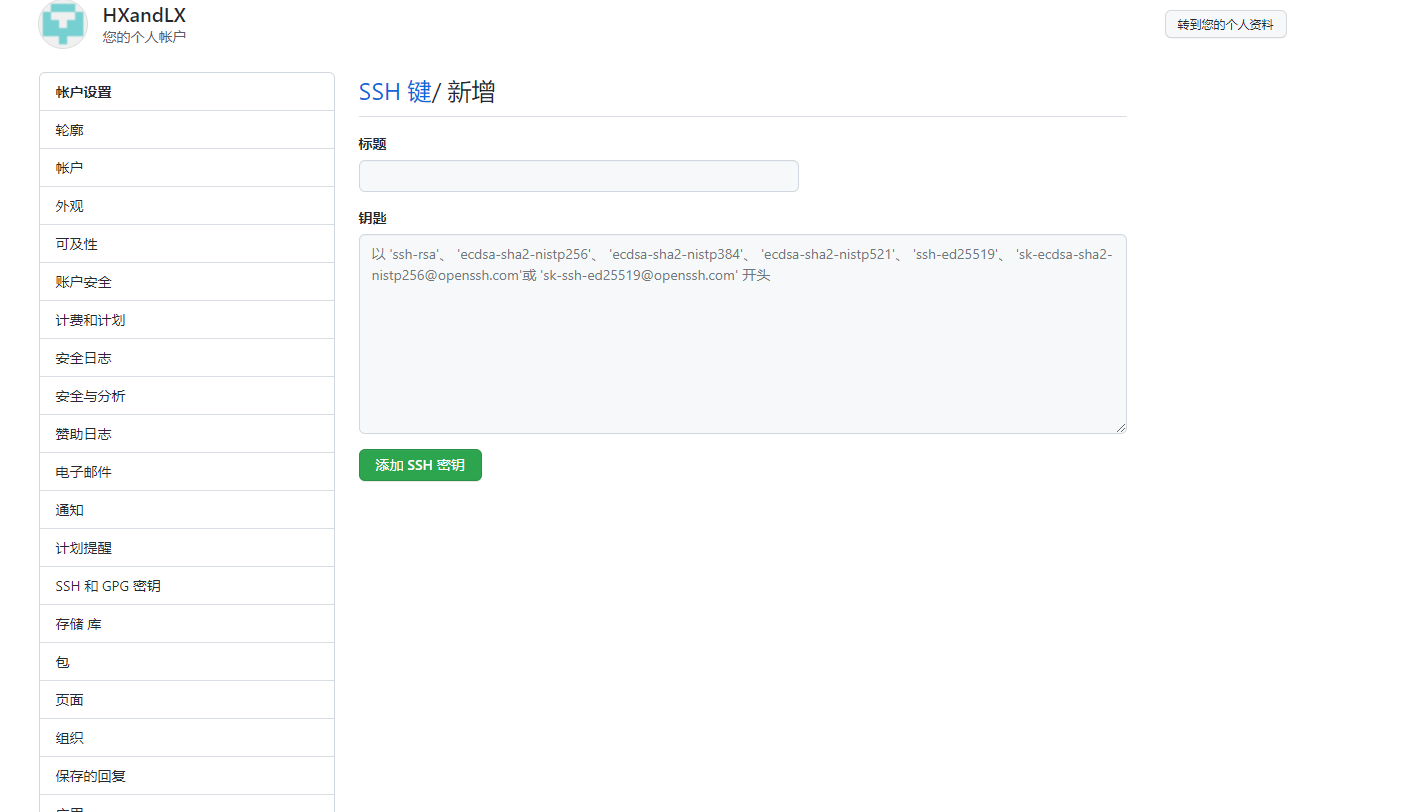 HXandLX
您的个人帐户
转到您的个人资料
帐户设置
轮廓
帐户
外观
可及性
账户安全
计费和计划
安全日志
安全与分析
赞助日志
电子邮件
通知
计划提醒
SSH 和 GPG 密钥
存储 库
包
页面
组织
保存的回复
SSH 键/ 新增
标题
钥匙
以 'ssh-rsa'、 'ecdsa-sha2-nistp256'、 'ecdsa-sha2-nistp384'、 'ecdsa-sha2-nistp521'、 'ssh-ed25519'、 'sk-ecdsa-sha2-
nistp256@openssh.com'或 'sk-ssh-ed25519@openssh.com' 开头
添加 SSH 密钥